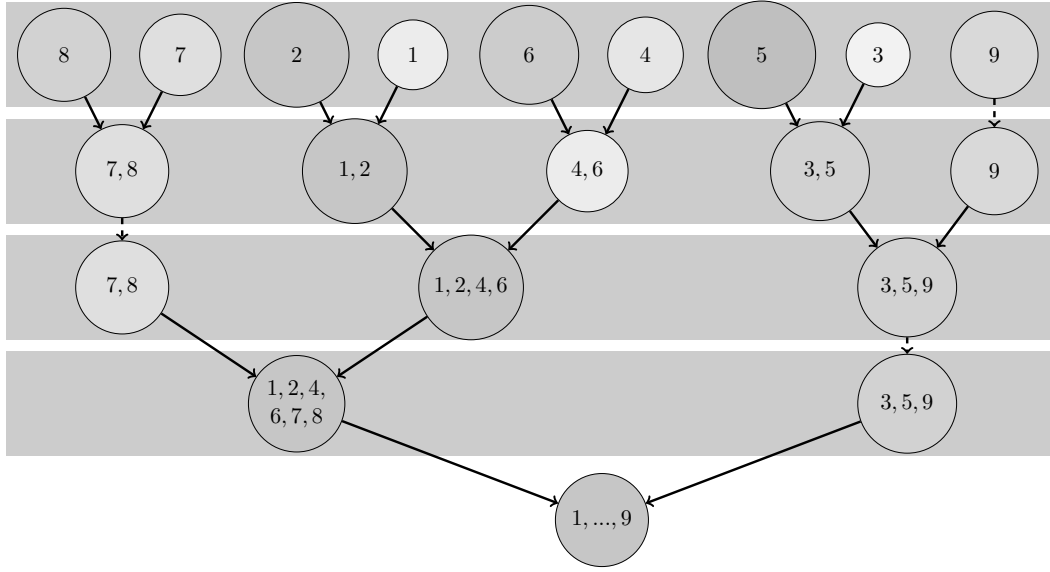 8
7
2
1
6
4
5
3
9
7, 8
1, 2
4, 6
3, 5
9
7, 8
1, 2, 4, 6
3, 5, 9
1, 2, 4,
6, 7, 8
3, 5, 9
1, ..., 9